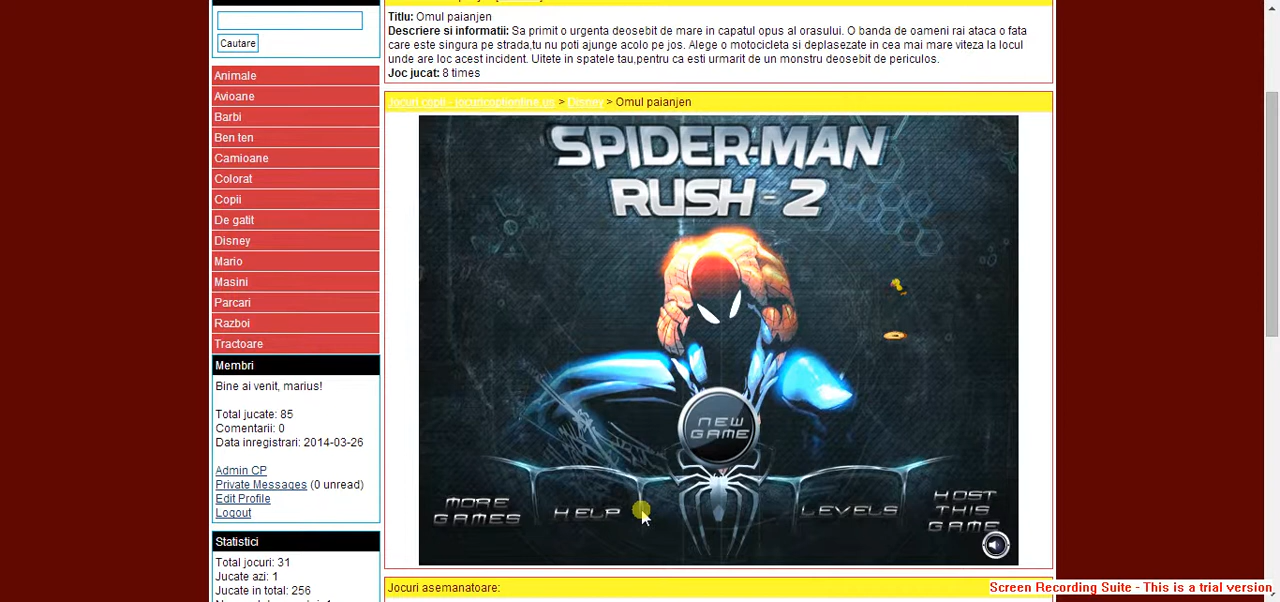 Cautare
Animale
Avioane
Barbi
Ben ten
Camioane
Colorat
Copii
De gatit
Disney
Mario
Masini
Parcari
Razboi
Tractoare
Membri
Bine ai venit, marius!
Total jucate: 85
Comentarii: 0
Data inregistrari: 2014-03-26
Admin CP
Private Messages (0 unread)
Edit Profile
Logout
Statistici
Total jocuri: 31
Jucate azi: 1
Jucate in total: 256
Titlu: Omul paianjen
Descriere si informatii: Sa primit o urgenta deosebit de mare in capatul opus al orasului. O banda de oameni rai ataca o fata
care este singura pe strada,tu nu poti ajunge acolo pe jos. Alege o motocicleta si deplasezate in cea mai mare viteza la locul
unde are loc acest incident. Uitete in spatele tau,pentru ca esti urmarit de un monstru deosebit de periculos.
Joc jucat: 8 times
Jocuri copii - jocuricopiionline.us > Disney > Omul paianjen
SPIDER-MAN
RUSH - 2
NEW
GAME
MORE
GAMES
HELP
LEVELS
HOST
THIS
GAME
Jocuri asemanatoare:
Screen Recording Suite - This is a trial version